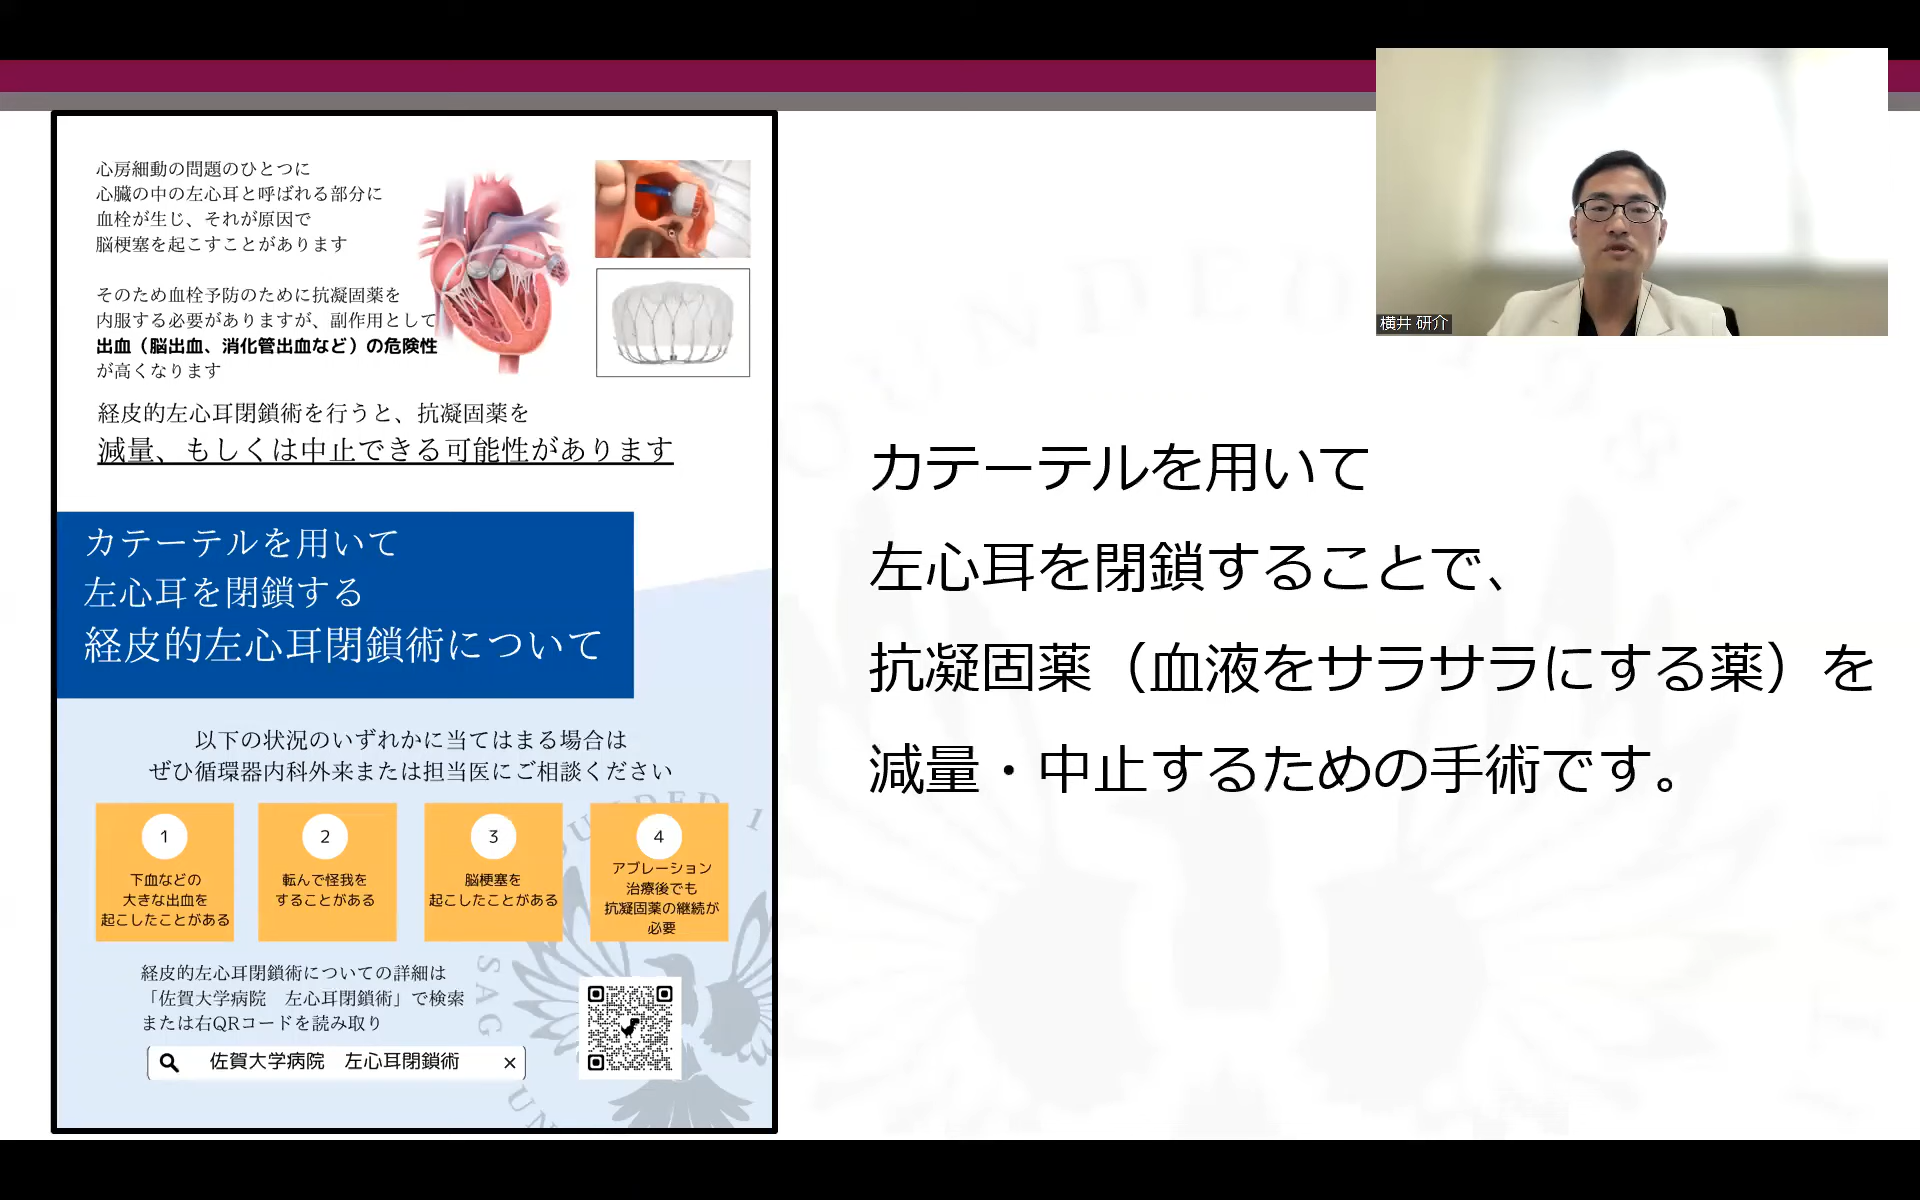 心房細動の問題のひとつに
心臓の中の左心耳と呼ばれる部分に
血栓が生じ、それが原因で
脳梗塞を起こすことがあります
そのため血栓予防のために抗凝固薬を
内服する必要がありますが、副作用として
出血（脳出血、消化管出血など）の危険性
が高くなります
経皮的左心耳閉鎖術を行うと、抗凝固薬を
減量、もしくは中止できる可能性があります
カテーテルを用いて
左心耳を閉鎖する
経皮的左心耳閉鎖術について
以下の状況のいずれかに当てはまる場合は
ぜひ循環器内科外来または担当医にご相談ください
1
下血などの
大きな出血を
起こしたことがある
2
転んで怪我を
することがある
3
脳梗塞を
起こしたことがある
4
アブレーション
治療後でも
抗凝固薬の継続が
必要
経皮的左心耳閉鎖術についての詳細は
「佐賀大学病院　左心耳閉鎖術」で検索
または右QRコードを読み取り
佐賀大学病院　左心耳閉鎖術 ×
カテーテルを用いて
左心耳を閉鎖することで、
抗凝固薬（血液をサラサラにする薬）を
減量・中止するための手術です。
横井 研介